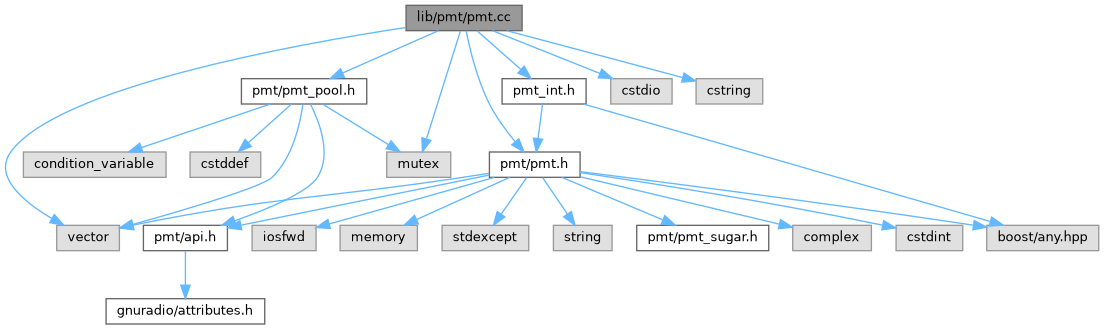 lib/pmt/pmt.cc
pmt/pmt_pool.h
pmt_int.h
cstdio
cstring
condition_variable
cstddef
mutex
pmt/pmt.h
vector
pmt/api.h
iosfwd
memory
stdexcept
string
pmt/pmt_sugar.h
complex
cstdint
boost/any.hpp
gnuradio/attributes.h